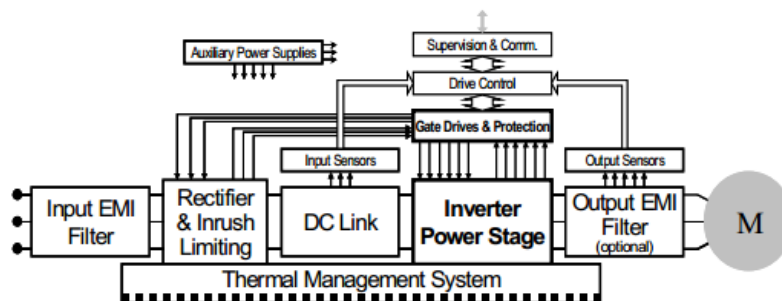 Supervision & Comm.
Auxiliary Power Supplies
Drive Control
Gate Drives & Protection
Input Sensors
Output Sensors
Input EMI
Filter
Rectifier
& Inrush
Limiting
DC Link
Inverter
Power Stage
Output EMI
Filter
(optional)
M
Thermal Management System